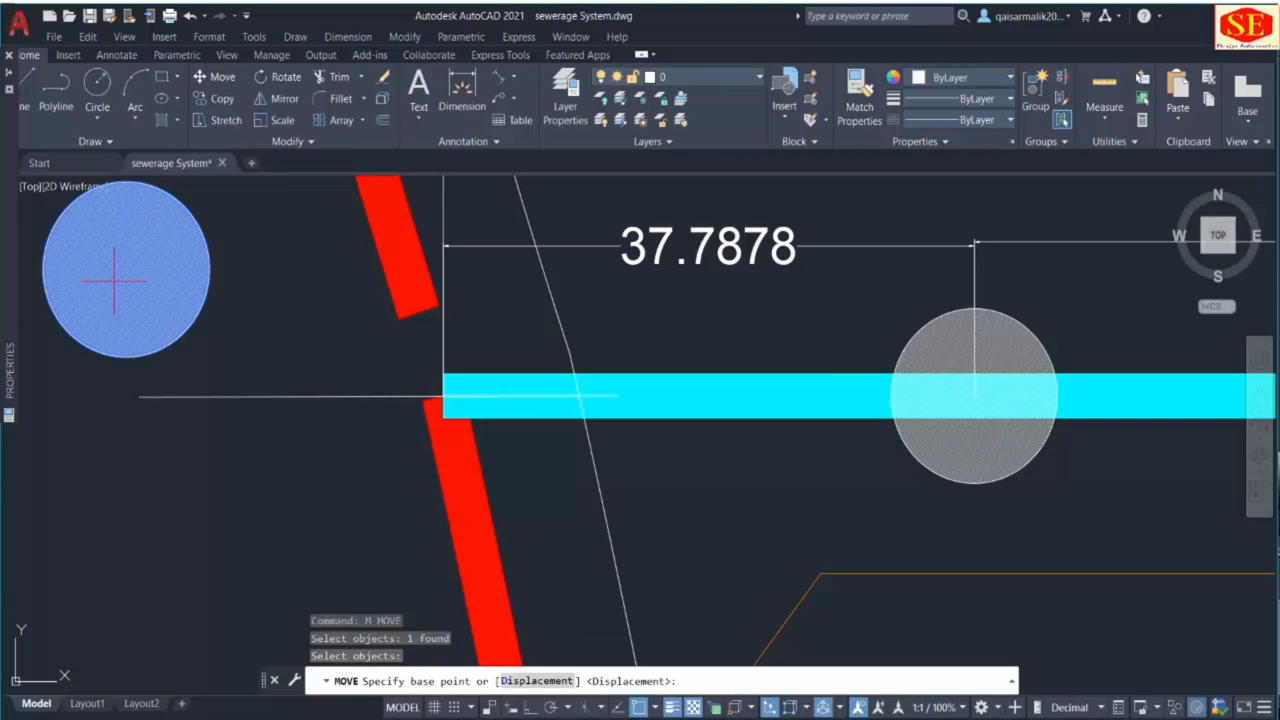 Autodesk AutoCAD 2021 sewerage System.dwg
Type a keyword or phrase
qaisarmalik20...
SE
File Edit View Insert Format Tools Draw Dimension Modify Parametric Express Window Help
ome Insert Annotate Parametric View Manage Output Add-ins Collaborate Express Tools Featured Apps
Move Rotate Trim
ByLayer
0
ne Polyline Circle Arc
Copy Mirror Fillet
Text Dimension
Layer Properties
Insert
Match Properties
ByLayer
Group
Measure
Paste
Base
Stretch Scale Array
Table
ByLayer
Draw Modify Annotation Layers Block Properties Groups Utilities Clipboard View
Start sewerage System*
[Top][2D Wirefram
37.7878
N
W TOP E
S
WCS
PROPERTIES
Y
X
Command: M MOVE
Select objects: 1 found
Select objects:
MOVE Specify base point or [Displacement] <Displacement>:
Model Layout1 Layout2
MODEL
1:1 / 100%
Decimal